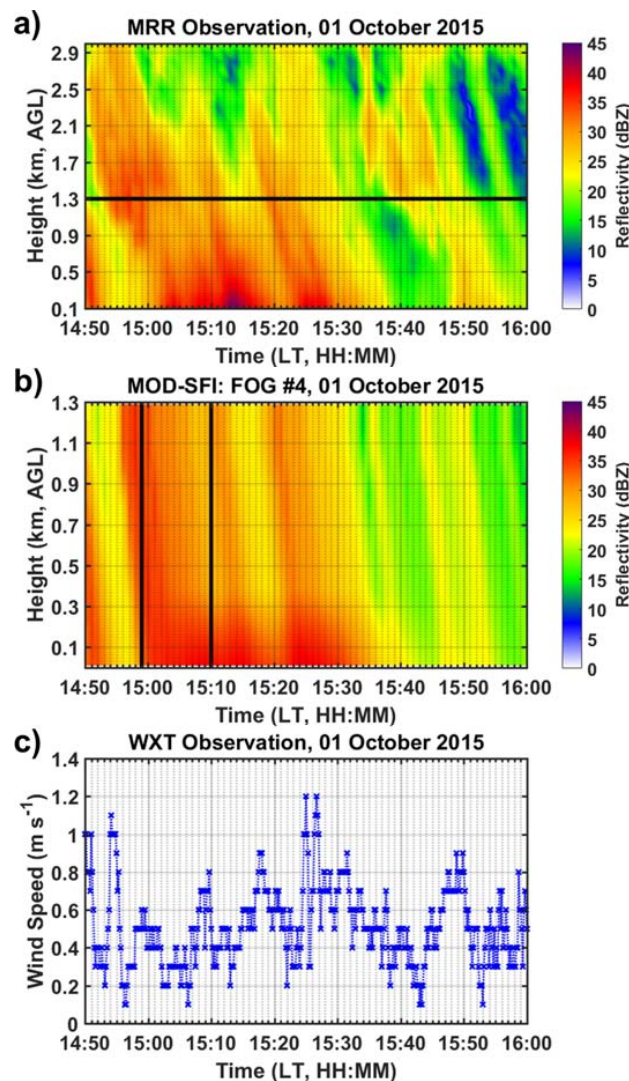 a)
MRR Observation, 01 October 2015
Height (km, AGL)
2.9
2.5
2.1
1.7
1.3
0.9
0.5
0.1
14:50 15:00 15:10 15:20 15:30 15:40 15:50 16:00
Time (LT, HH:MM)
45
40
35
30
25
20
15
10
5
0
Reflectivity (dBZ)
b)
MOD-SFI: FOG #4, 01 October 2015
Height (km, AGL)
1.3
1.1
0.9
0.7
0.5
0.3
0.1
14:50 15:00 15:10 15:20 15:30 15:40 15:50 16:00
Time (LT, HH:MM)
45
40
35
30
25
20
15
10
5
0
Reflectivity (dBZ)
c)
WXT Observation, 01 October 2015
Wind Speed (m s⁻¹)
1.4
1.2
1
0.8
0.6
0.4
0.2
0
14:50 15:00 15:10 15:20 15:30 15:40 15:50 16:00
Time (LT, HH:MM)